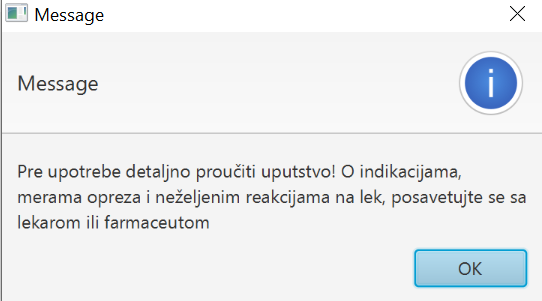 Message
Message
Pre upotrebe detaljno proučiti uputstvo! O indikacijama,
merama opreza i neželjenim reakcijama na lek, posavetujte se sa
lekarom ili farmaceutom
OK